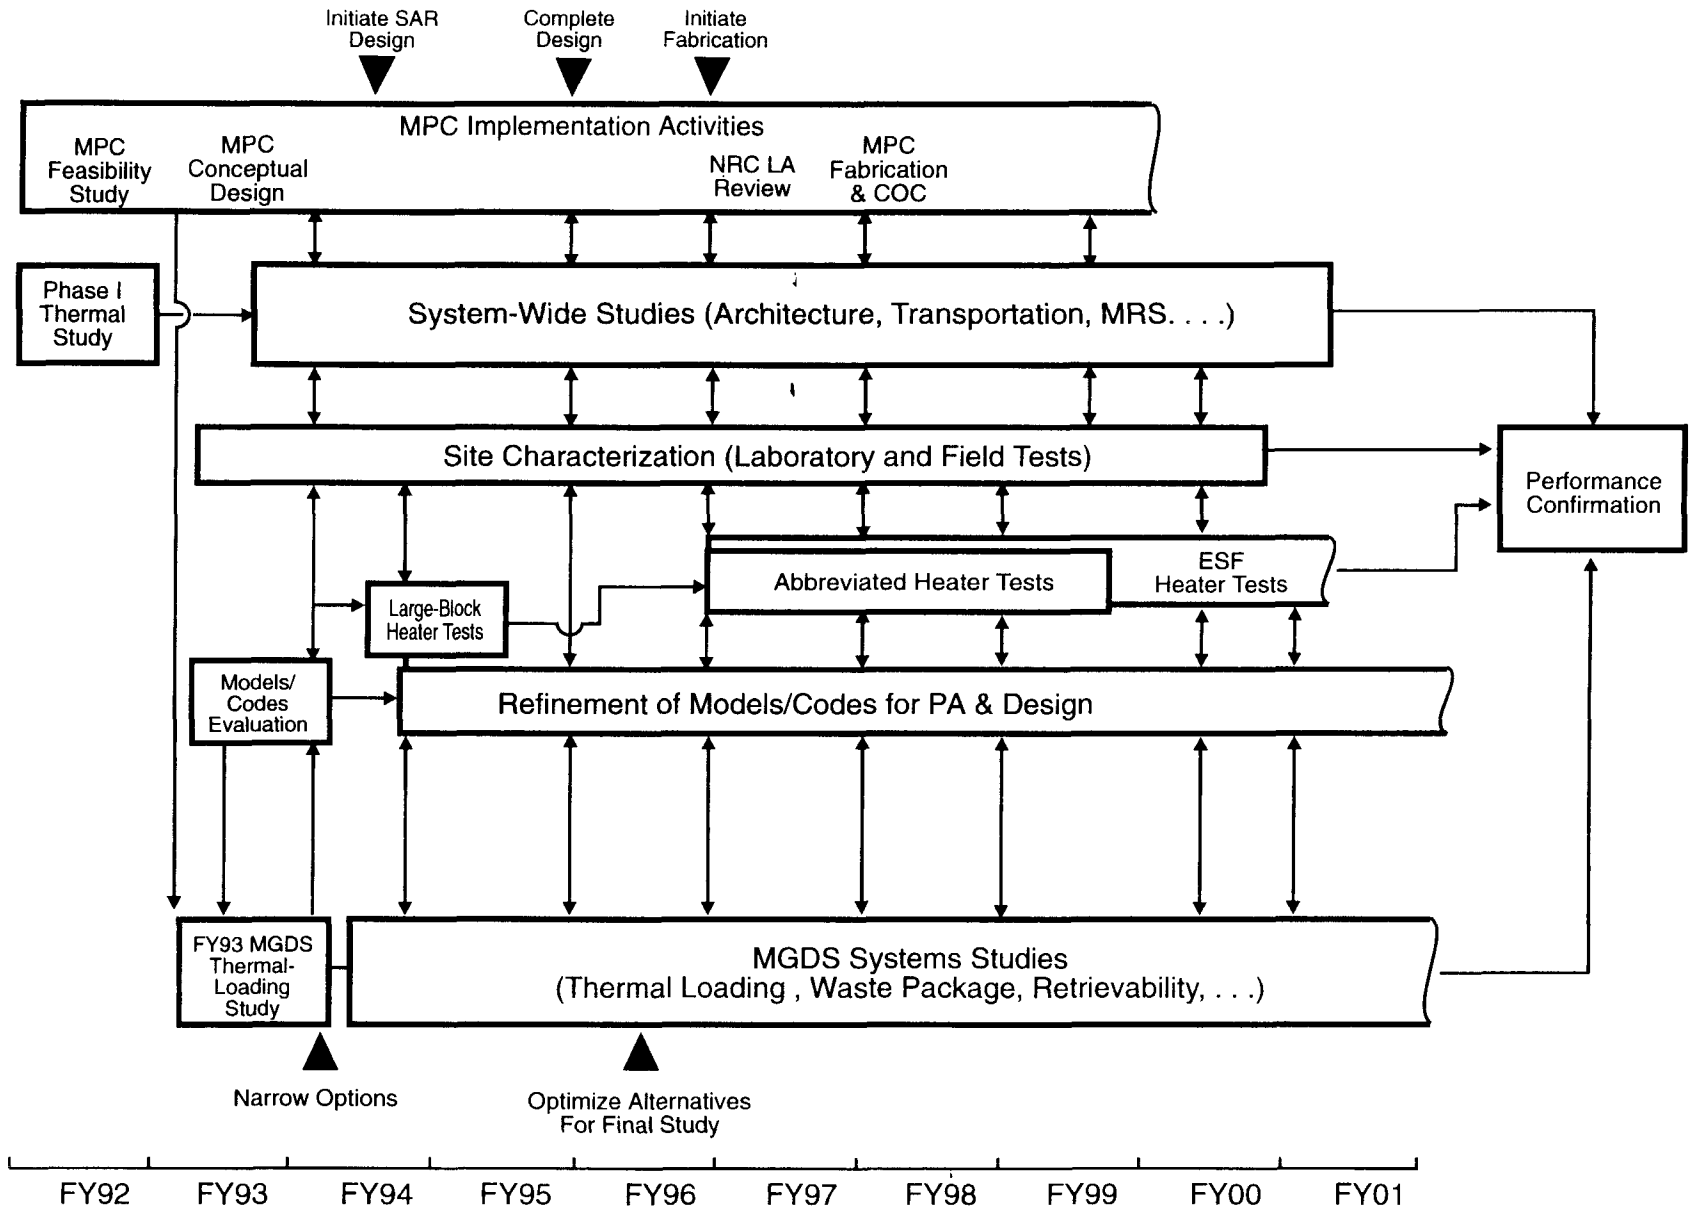 Initiate SAR
Design
Complete
Design
Initiate
Fabrication
MPC Implementation Activities
MPC
Feasibility
Study
MPC
Conceptual
Design
NRC LA
Review
MPC
Fabrication
& COC
Phase I
Thermal
Study
System-Wide Studies (Architecture, Transportation, MRS. . . .)
Site Characterization (Laboratory and Field Tests)
Performance
Confirmation
Abbreviated Heater Tests
ESF
Heater Tests
Large-Block
Heater Tests
Models/
Codes
Evaluation
Refinement of Models/Codes for PA & Design
FY93 MGDS
Thermal-
Loading
Study
MGDS Systems Studies
(Thermal Loading , Waste Package, Retrievability, . . .)
Narrow Options
Optimize Alternatives
For Final Study
FY92 FY93 FY94 FY95 FY96 FY97 FY98 FY99 FY00 FY01